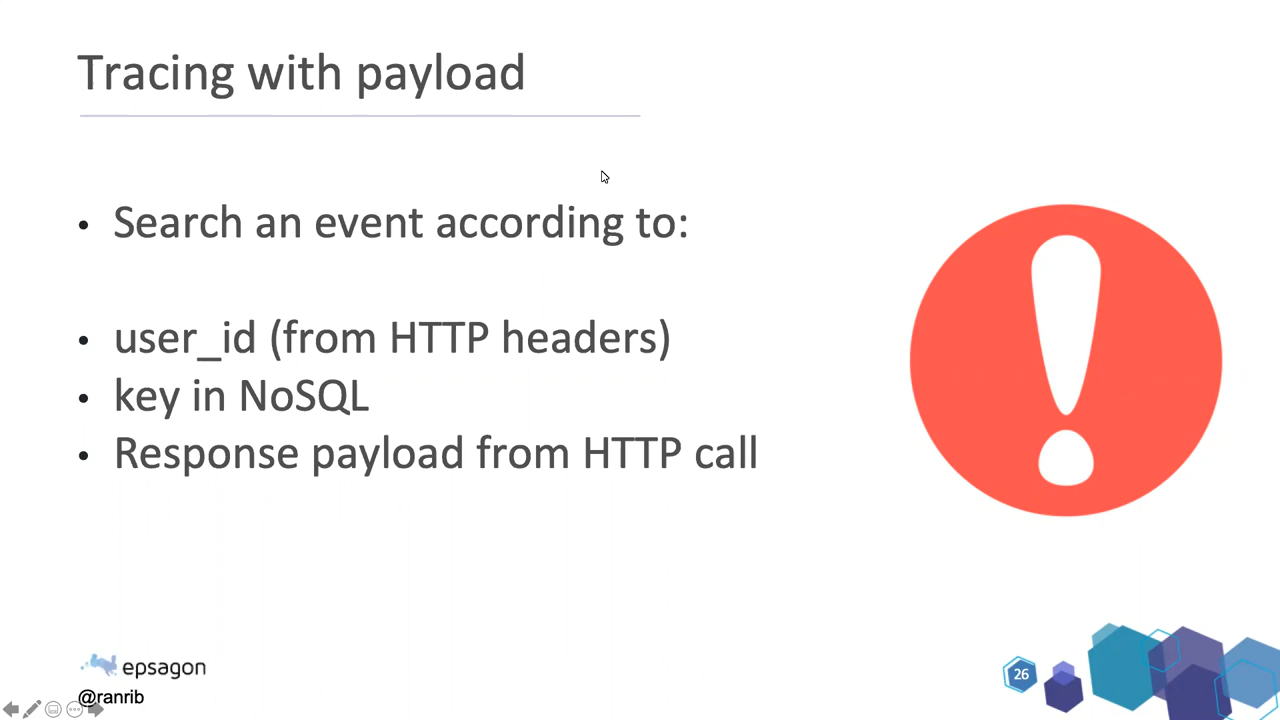 Tracing with payload
• Search an event according to:
• user_id (from HTTP headers)
• key in NoSQL
• Response payload from HTTP call
epsagon
@ranrib
26